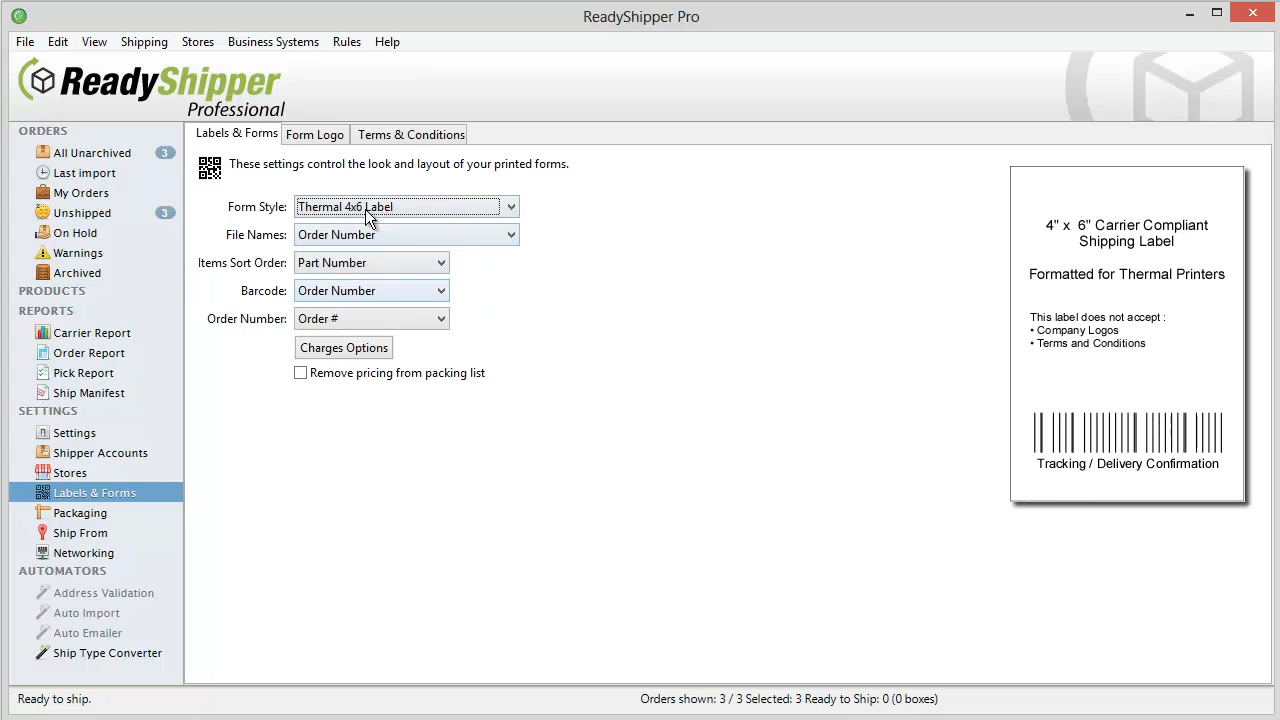 ReadyShipper Pro
File Edit View Shipping Stores Business Systems Rules Help
ReadyShipper
Professional
ORDERS
All Unarchived 3
Last import
My Orders
Unshipped 3
On Hold
Warnings
Archived
PRODUCTS
REPORTS
Carrier Report
Order Report
Pick Report
Ship Manifest
SETTINGS
Settings
Shipper Accounts
Stores
Labels & Forms
Packaging
Ship From
Networking
AUTOMATORS
Address Validation
Auto Import
Auto Emailer
Ship Type Converter
Labels & Forms Form Logo Terms & Conditions
These settings control the look and layout of your printed forms.
Form Style: Thermal 4x6 Label
File Names: Order Number
Items Sort Order: Part Number
Barcode: Order Number
Order Number: Order #
Charges Options
Remove pricing from packing list
4" x 6" Carrier Compliant
Shipping Label
Formatted for Thermal Printers
This label does not accept :
• Company Logos
• Terms and Conditions
Tracking / Delivery Confirmation
Ready to ship.
Orders shown: 3 / 3 Selected: 3 Ready to Ship: 0 (0 boxes)